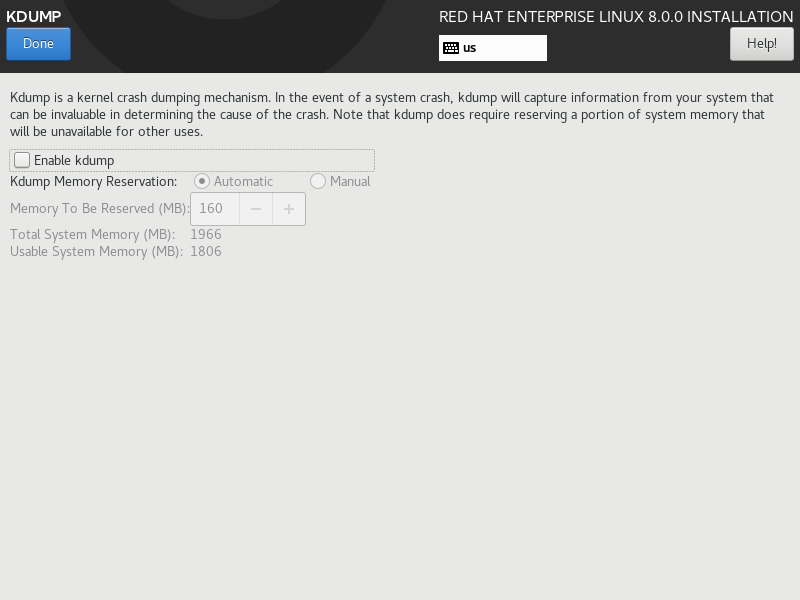 KDUMP
RED HAT ENTERPRISE LINUX 8.0.0 INSTALLATION
Done
us
Help!
Kdump is a kernel crash dumping mechanism. In the event of a system crash, kdump will capture information from your system that
can be invaluable in determining the cause of the crash. Note that kdump does require reserving a portion of system memory that
will be unavailable for other uses.
Enable kdump
Kdump Memory Reservation: Automatic Manual
Memory To Be Reserved (MB): 160 − +
Total System Memory (MB): 1966
Usable System Memory (MB): 1806